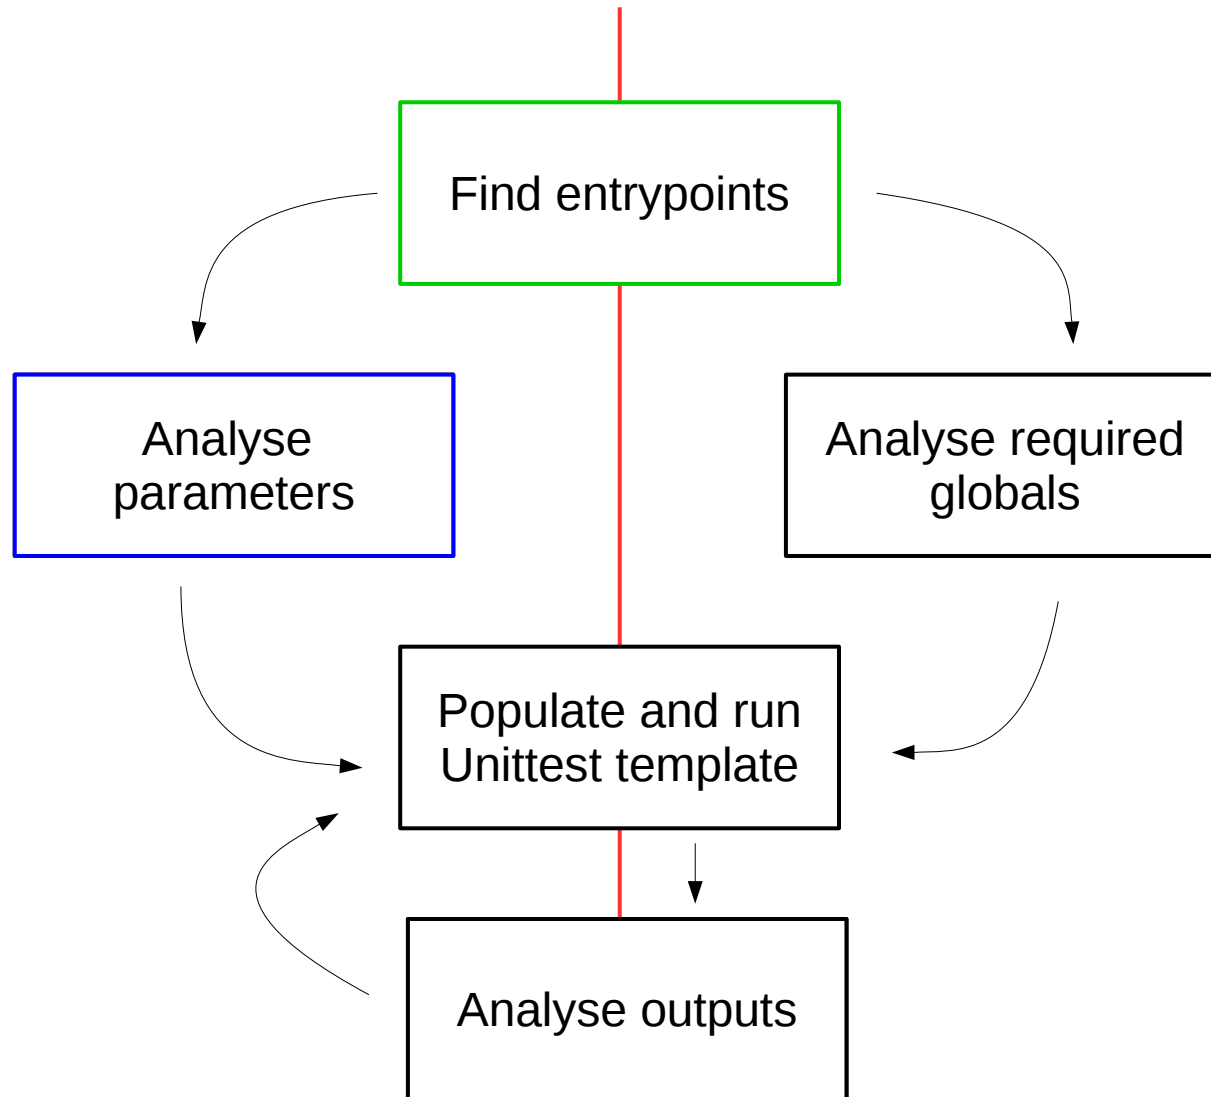 Find entrypoints
Analyse
parameters
Analyse required
globals
Populate and run
Unittest template
Analyse outputs